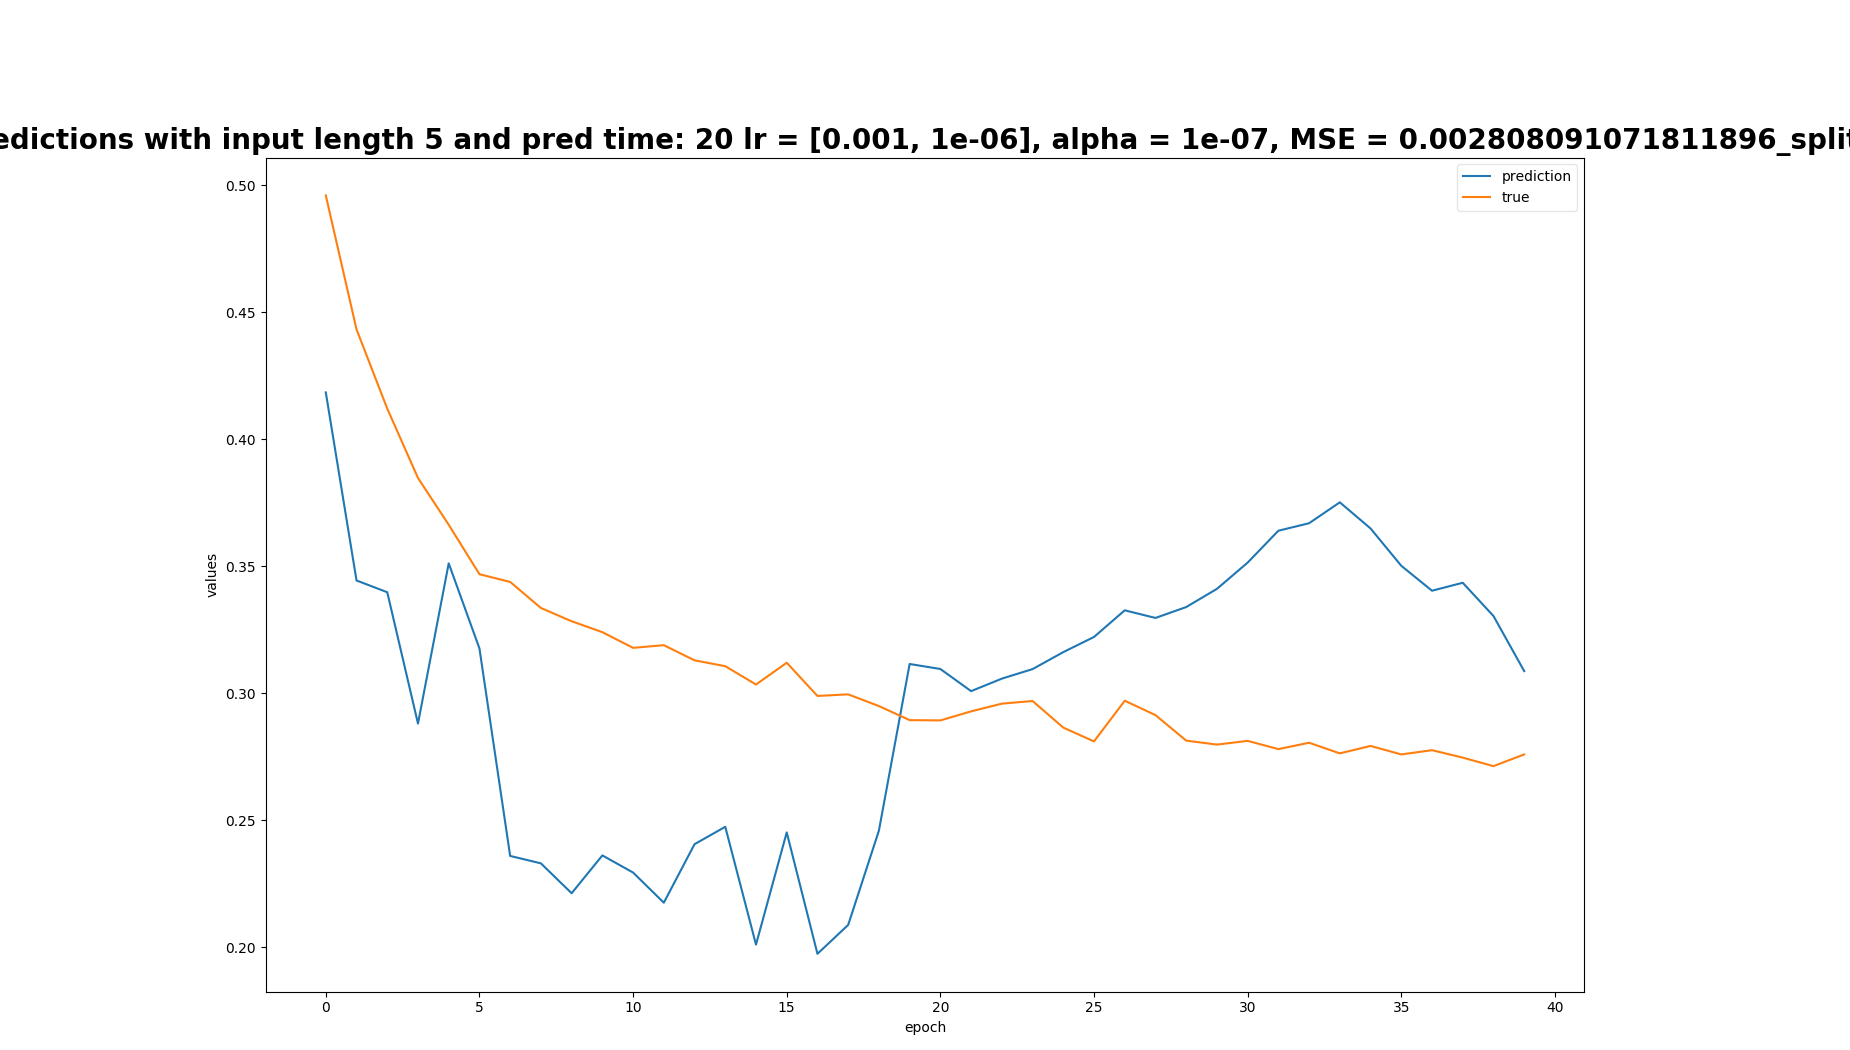 edictions with input length 5 and pred time: 20 lr = [0.001, 1e-06], alpha = 1e-07, MSE = 0.002808091071811896_split
prediction
true
0.50
0.45
0.40
0.35
0.30
0.25
0.20
values
0 5 10 15 20 25 30 35 40
epoch